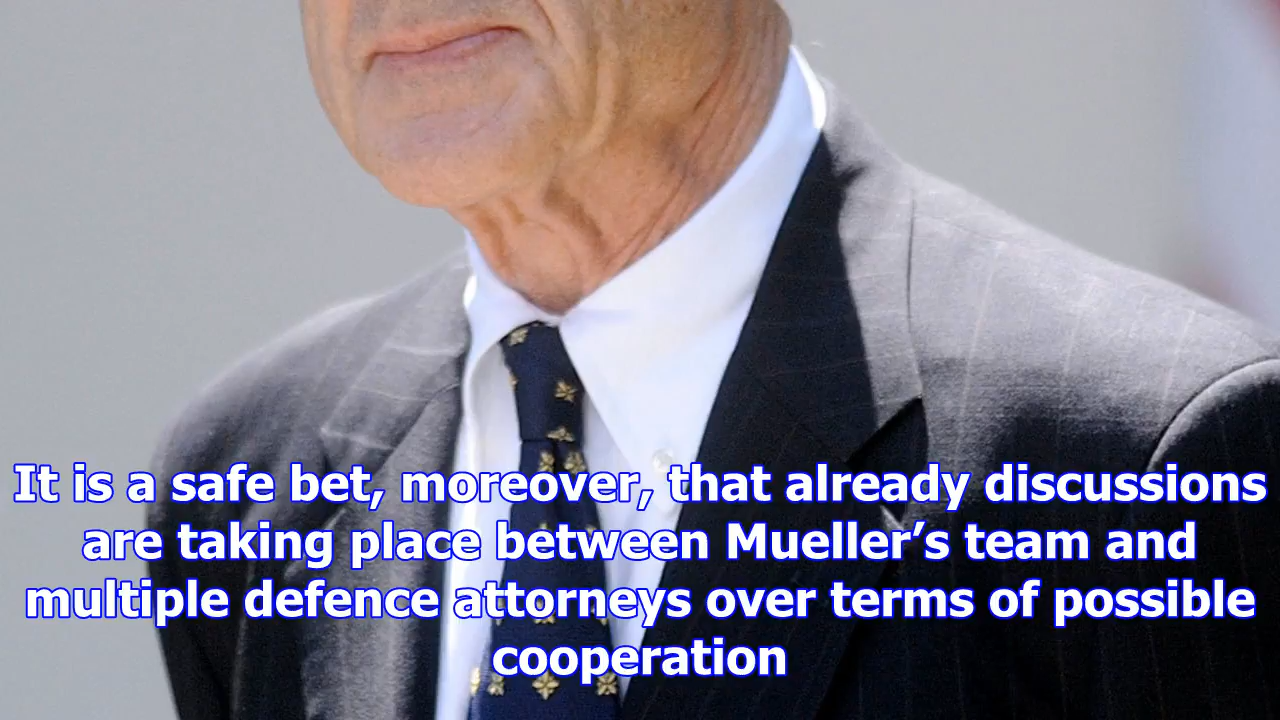 It is a safe bet, moreover, that already discussions
are taking place between Mueller’s team and
multiple defence attorneys over terms of possible
cooperation